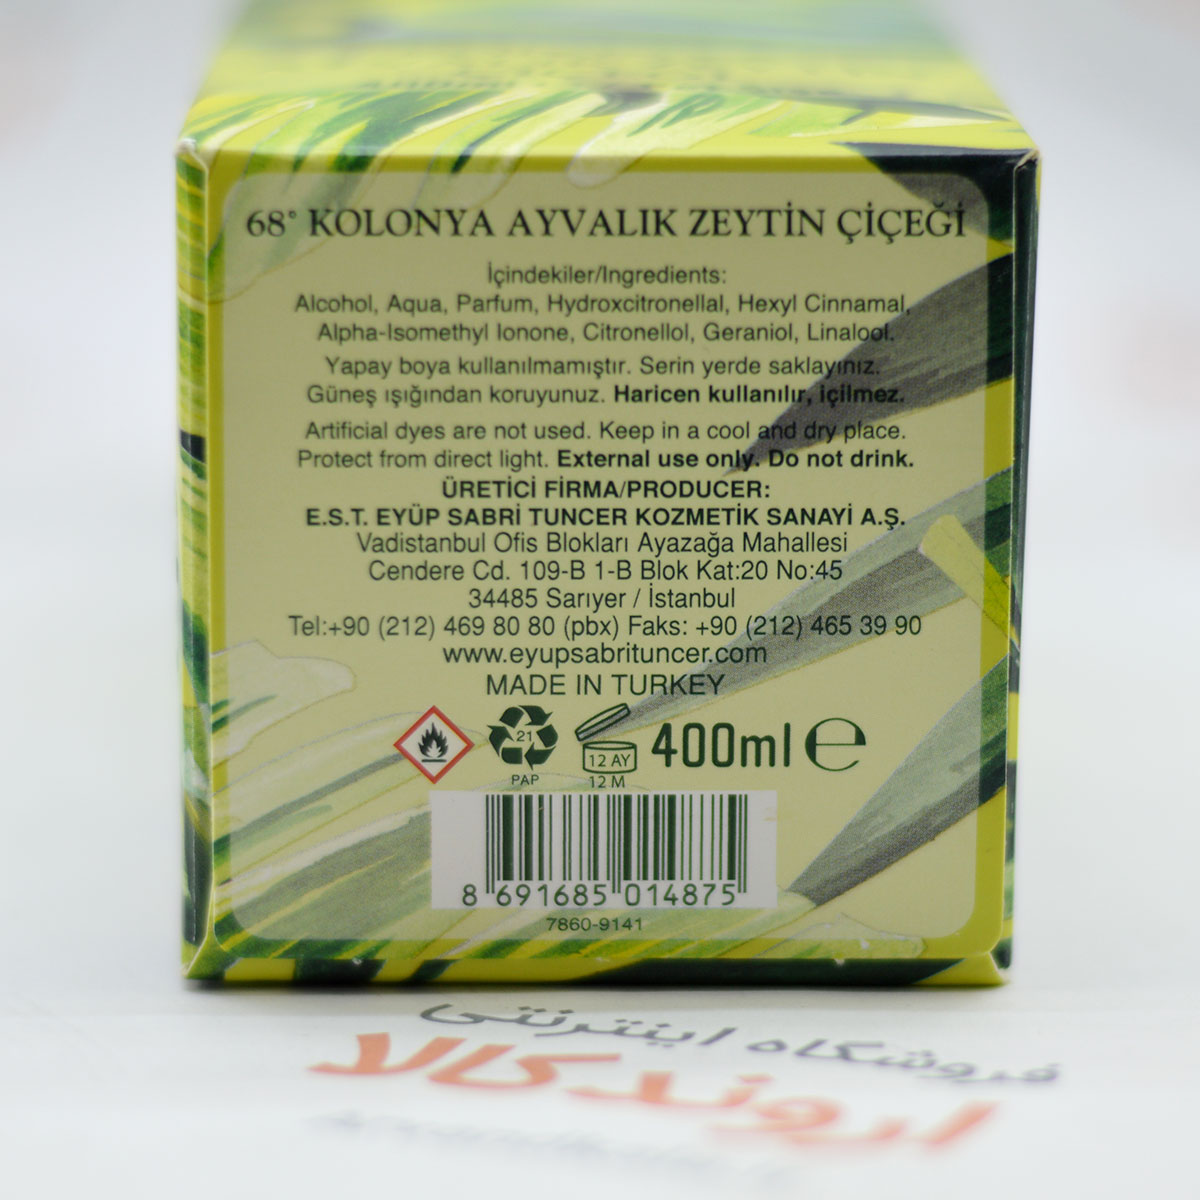 68° KOLONYA AYVALIK ZEYTİN ÇİÇEĞİ
İçindekiler/Ingredients:
Alcohol, Aqua, Parfum, Hydroxcitronellal, Hexyl Cinnamal,
Alpha-Isomethyl Ionone, Citronellol, Geraniol, Linalool.
Yapay boya kullanılmamıştır. Serin yerde saklayınız.
Güneş ışığından koruyunuz. Haricen kullanılır, içilmez.
Artificial dyes are not used. Keep in a cool and dry place.
Protect from direct light. External use only. Do not drink.
ÜRETİCİ FİRMA/PRODUCER:
E.S.T. EYÜP SABRİ TUNCER KOZMETİK SANAYİ A.Ş.
Vadistanbul Ofis Blokları Ayazağa Mahallesi
Cendere Cd. 109-B 1-B Blok Kat:20 No:45
34485 Sarıyer / İstanbul
Tel:+90 (212) 469 80 80 (pbx) Faks: +90 (212) 465 39 90
www.eyupsabrituncer.com
MADE IN TURKEY
21
PAP
12 AY
12 M
400ml ℮
8 691685 014875
7860-9141
فروشگاه اینترنتی
اروندکالا